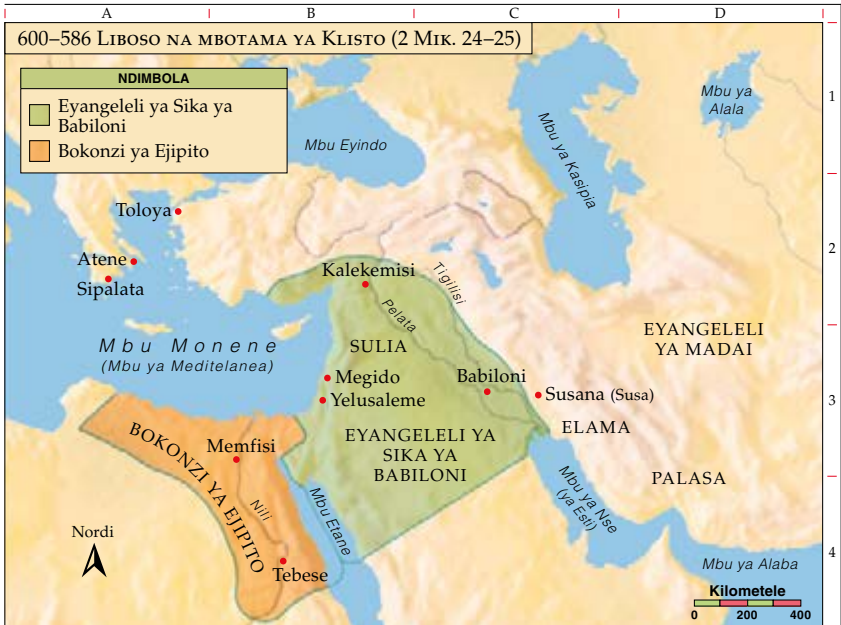 A B C D
600–586 Liboso na mbotama ya Klisto (2 Mik. 24–25)
NDIMBOLA
Eyangeleli ya Sika ya
Babiloni
Bokonzi ya Ejipito
1
2
3
4
Mbu Eyindo
Mbu ya
Kasipia
Mbu ya
Alala
Toloya
Atene
Sipalata
Kalekemisi
Tigilisi
Pelata
Mbu Monene
(Mbu ya Meditelanea)
SULIA
EYANGELELI
YA MADAI
Megido
Yelusaleme
Babiloni
Susana (Susa)
ELAMA
EYANGELELI YA
SIKA YA
BABILONI
BOKONZI YA EJIPITO
Memfisi
Nili
Mbu Etane
Mbu ya Nse
(ya Esti)
PALASA
Nordi
Tebese
Mbu ya Alaba
Kilometele
0 200 400